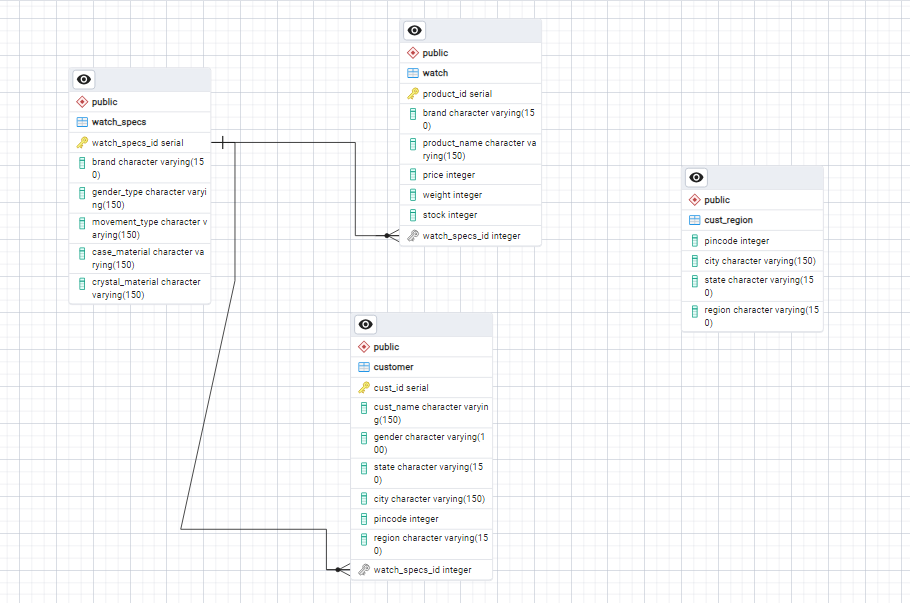 public
watch_specs
watch_specs_id serial
brand character varying(15
0)
gender_type character varyi
ng(150)
movement_type character v
arying(150)
case_material character va
rying(150)
crystal_material character
varying(150)
public
watch
product_id serial
brand character varying(15
0)
product_name character va
rying(150)
price integer
weight integer
stock integer
watch_specs_id integer
public
cust_region
pincode integer
city character varying(150)
state character varying(15
0)
region character varying(15
0)
public
customer
cust_id serial
cust_name character varyin
g(150)
gender character varying(1
00)
state character varying(15
0)
city character varying(150)
pincode integer
region character varying(15
0)
watch_specs_id integer